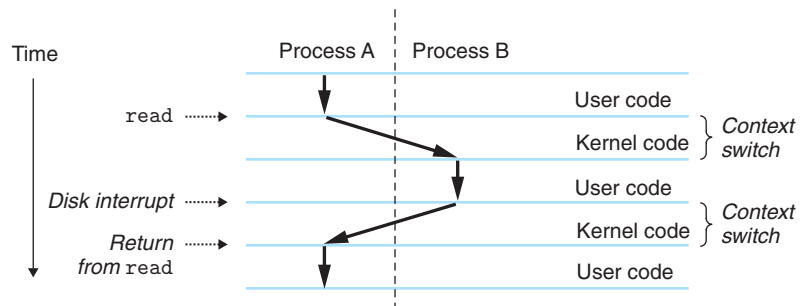 Process A
Process B
Time
User code
read
Kernel code
Context
switch
User code
Disk interrupt
Kernel code
Context
switch
Return
from read
User code